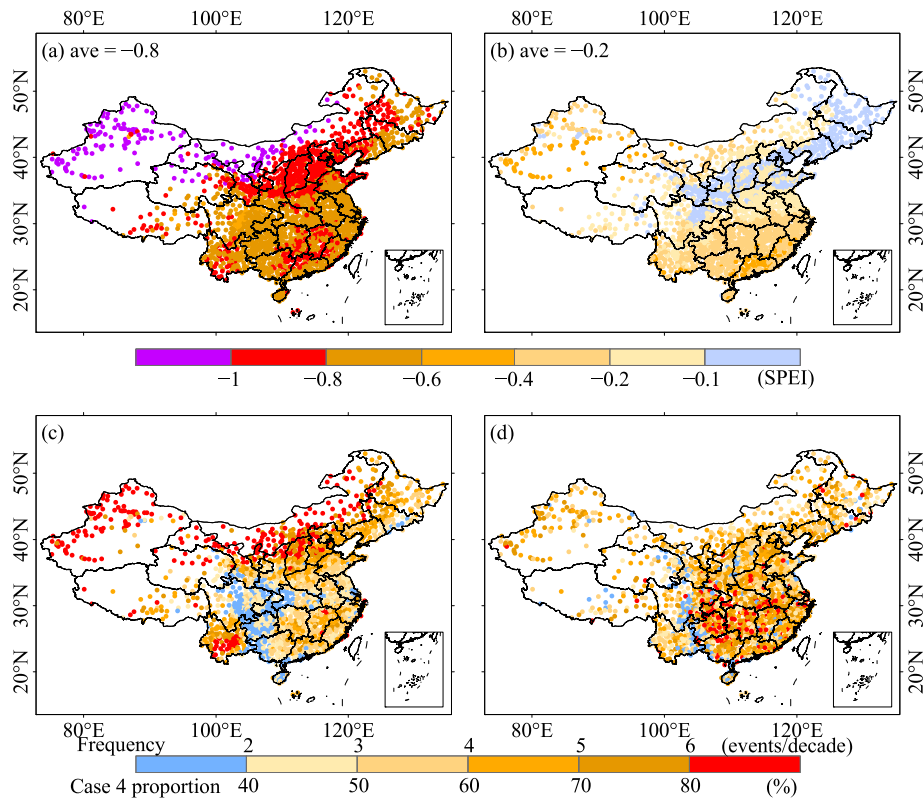 80°E 100°E 120°E 80°E 100°E 120°E
(a) ave = −0.8 (b) ave = −0.2
50°N 50°N
40°N 40°N
30°N 30°N
20°N 20°N
−1 −0.8 −0.6 −0.4 −0.2 −0.1 (SPEI)
(c) (d)
50°N 50°N
40°N 40°N
30°N 30°N
20°N 20°N
80°E 100°E 120°E 80°E 100°E 120°E
Frequency 2 3 4 5 6 (events/decade)
Case 4 proportion 40 50 60 70 80 (%)